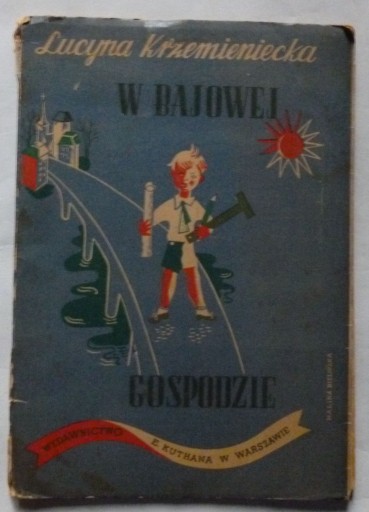 Lucyna Krzemieniecka
W BAJOWEJ
GOSPODZIE
WYDAWNICTWO E. KUTHANA W WARSZAWIE